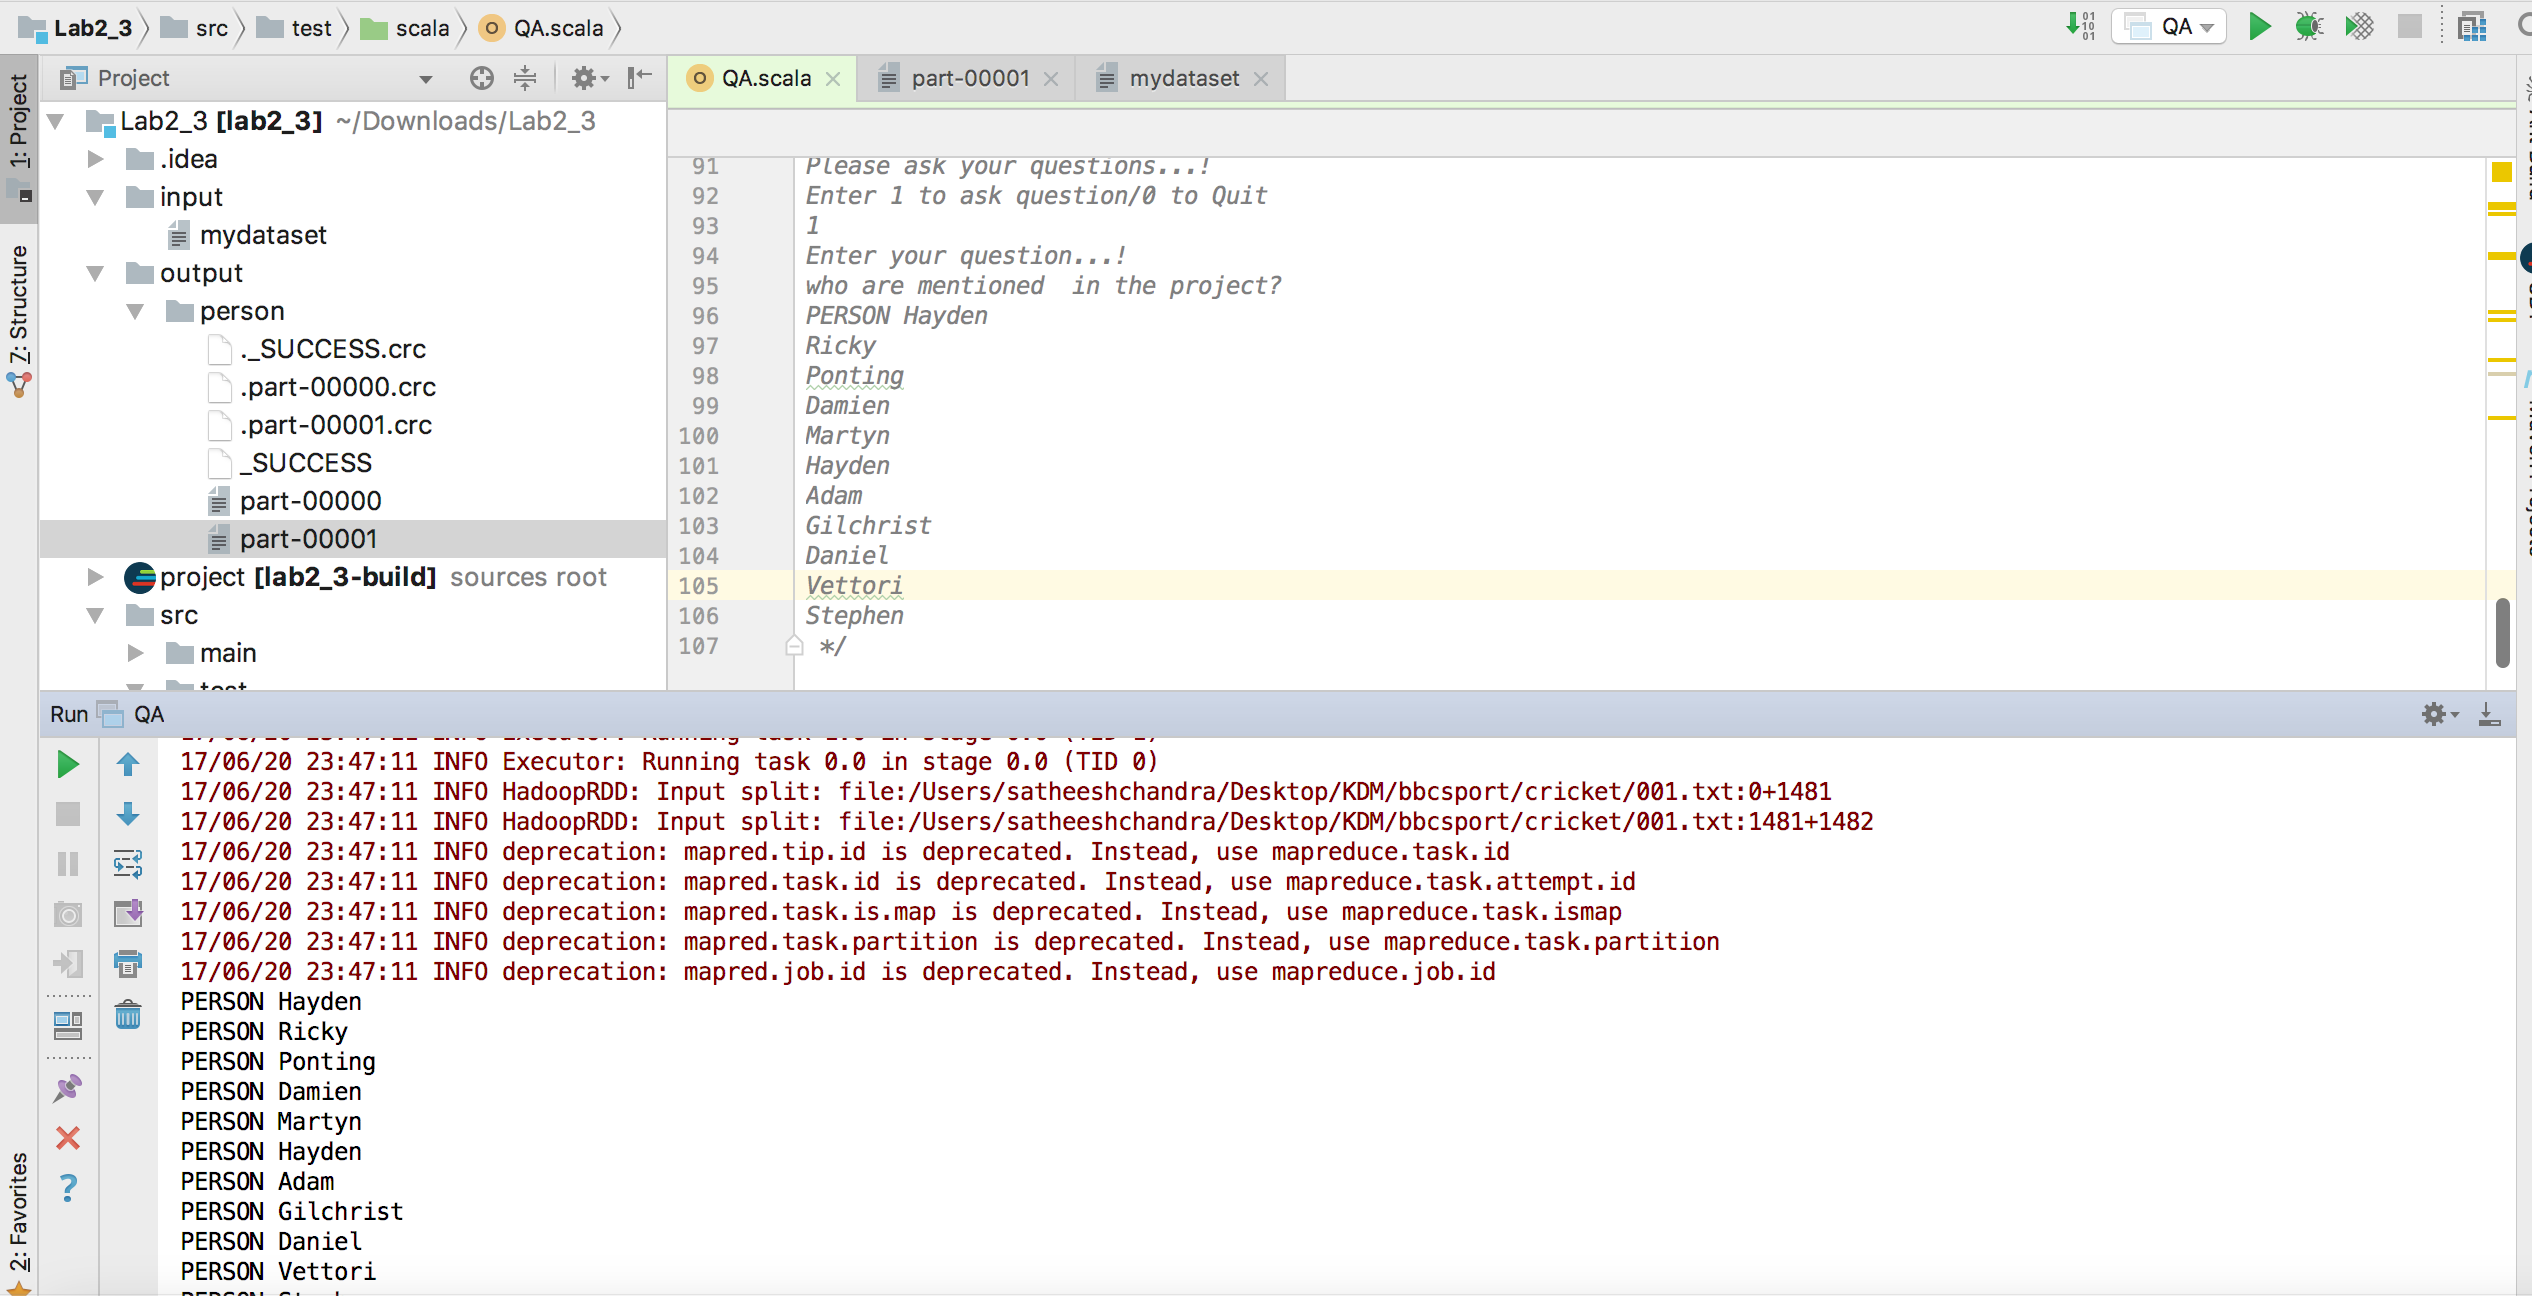 Lab2_3 src test scala QA.scala
QA
1: Project
7: Structure
2: Favorites
Project
Lab2_3 [lab2_3] ~/Downloads/Lab2_3
.idea
input
mydataset
output
person
._SUCCESS.crc
.part-00000.crc
.part-00001.crc
_SUCCESS
part-00000
part-00001
project [lab2_3-build] sources root
src
main
test
QA.scala part-00001 mydataset
91 Please ask your questions...!
92 Enter 1 to ask question/0 to Quit
93 1
94 Enter your question...!
95 who are mentioned  in the project?
96 PERSON Hayden
97 Ricky
98 Ponting
99 Damien
100 Martyn
101 Hayden
102 Adam
103 Gilchrist
104 Daniel
105 Vettori
106 Stephen
107 */
Run QA
17/06/20 23:47:11 INFO Executor: Running task 0.0 in stage 0.0 (TID 0)
17/06/20 23:47:11 INFO HadoopRDD: Input split: file:/Users/satheeshchandra/Desktop/KDM/bbcsport/cricket/001.txt:0+1481
17/06/20 23:47:11 INFO HadoopRDD: Input split: file:/Users/satheeshchandra/Desktop/KDM/bbcsport/cricket/001.txt:1481+1482
17/06/20 23:47:11 INFO deprecation: mapred.tip.id is deprecated. Instead, use mapreduce.task.id
17/06/20 23:47:11 INFO deprecation: mapred.task.id is deprecated. Instead, use mapreduce.task.attempt.id
17/06/20 23:47:11 INFO deprecation: mapred.task.is.map is deprecated. Instead, use mapreduce.task.ismap
17/06/20 23:47:11 INFO deprecation: mapred.task.partition is deprecated. Instead, use mapreduce.task.partition
17/06/20 23:47:11 INFO deprecation: mapred.job.id is deprecated. Instead, use mapreduce.job.id
PERSON Hayden
PERSON Ricky
PERSON Ponting
PERSON Damien
PERSON Martyn
PERSON Hayden
PERSON Adam
PERSON Gilchrist
PERSON Daniel
PERSON Vettori